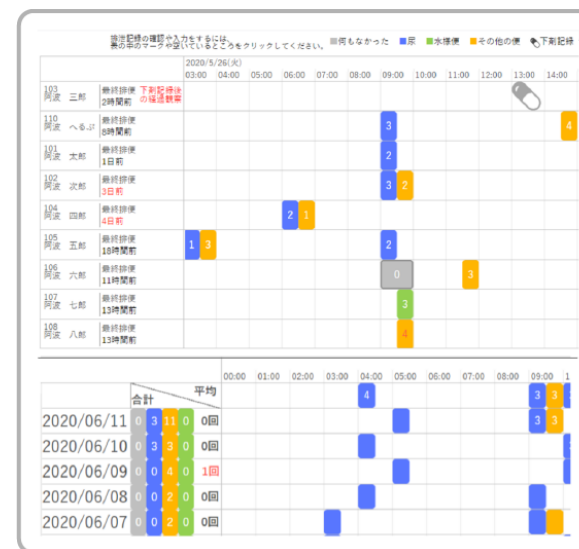 排泄記録の確認や入力をするには、
表の中のマークや空いているところをクリックしてください。 何もなかった 尿 水様便 その他の便 下剤記録
2020/5/26(火)
03:00 04:00 05:00 06:00 07:00 08:00 09:00 10:00 11:00 12:00 13:00 14:00
103 最終排便 下剤記録後
阿波 三郎 2時間前 の経過観察
110 最終排便
阿波 へるぷ 8時間前 3 4
101 最終排便
阿波 太郎 1日前 2
102 最終排便
阿波 次郎 3日前 3 2
104 最終排便
阿波 四郎 4日前 2 1
105 最終排便
阿波 五郎 18時間前 1 3 2
106 最終排便
阿波 六郎 11時間前 0 3
107 最終排便
阿波 七郎 13時間前 3
108 最終排便
阿波 八郎 13時間前 4
00:00 01:00 02:00 03:00 04:00 05:00 06:00 07:00 08:00 09:00 1
合計 平均 4 3 3
2020/06/11 0 3 11 0 0回 3 3
2020/06/10 0 3 3 0 0回
2020/06/09 0 0 4 0 1回
2020/06/08 0 0 2 0 0回
2020/06/07 0 0 2 0 0回